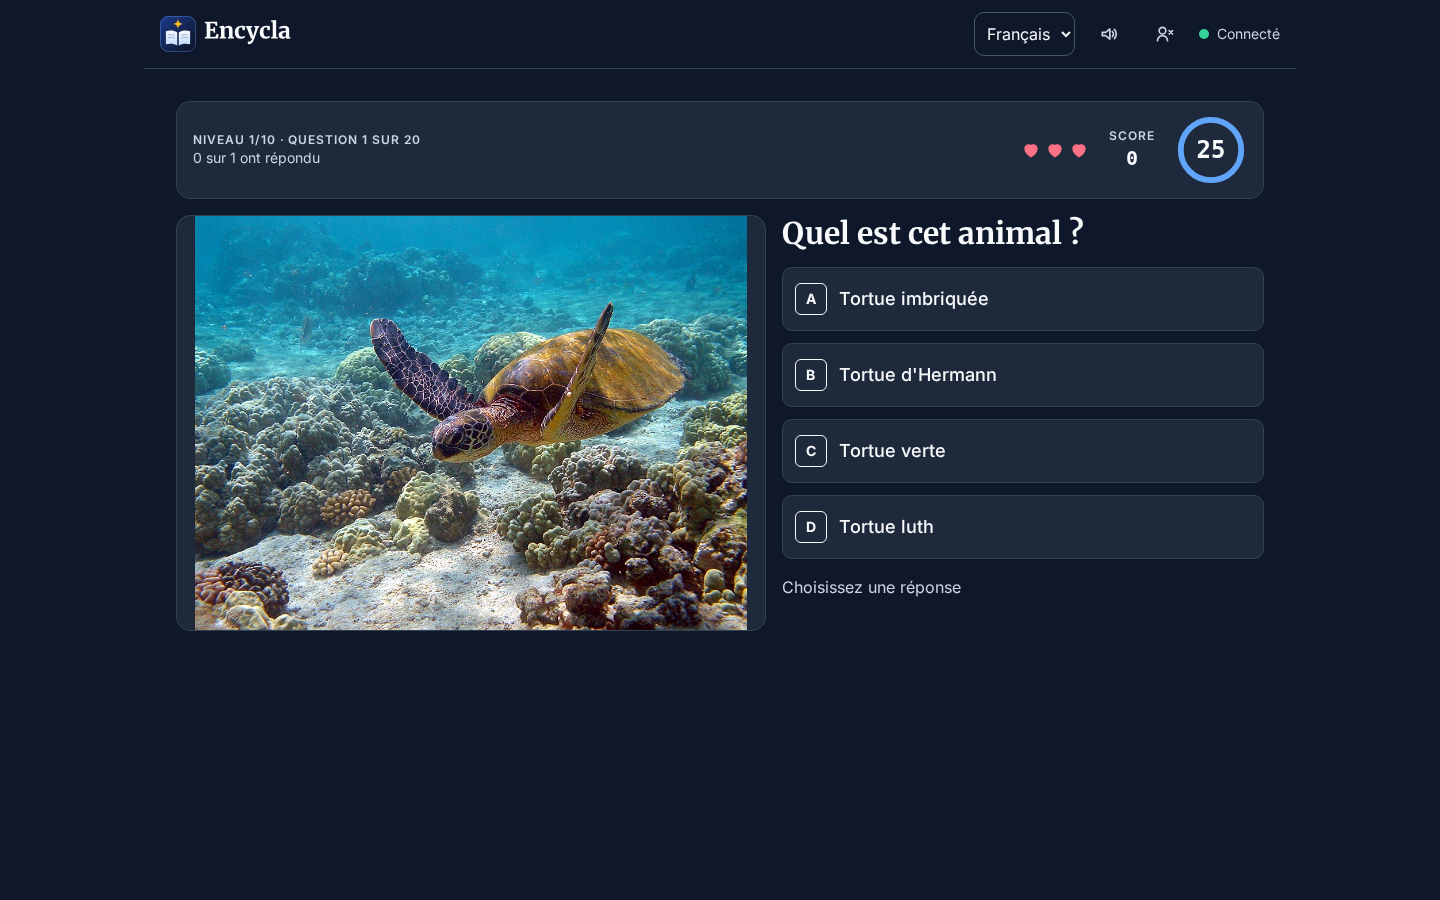 Encycla
Français
Connecté
NIVEAU 1/10 · QUESTION 1 SUR 20
0 sur 1 ont répondu
SCORE
0
25
Quel est cet animal ?
A Tortue imbriquée
B Tortue d'Hermann
C Tortue verte
D Tortue luth
Choisissez une réponse